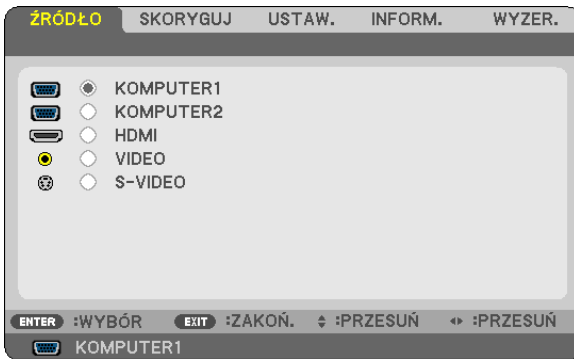 ŹRÓDŁO SKORYGUJ USTAW. INFORM. WYZER.
KOMPUTER1
KOMPUTER2
HDMI
VIDEO
S-VIDEO
ENTER :WYBÓR EXIT :ZAKOŃ. :PRZESUŃ :PRZESUŃ
KOMPUTER1